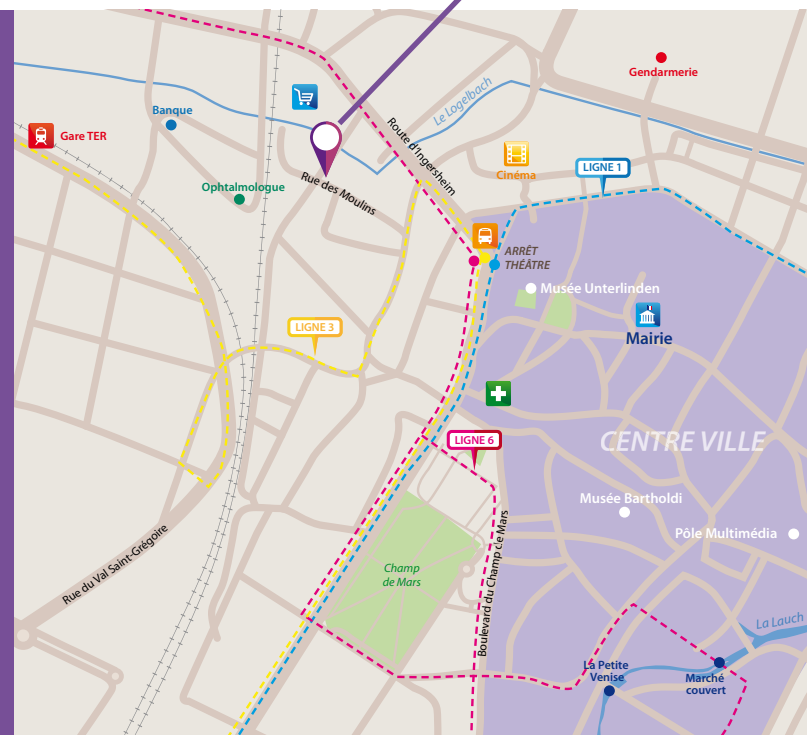 Gendarmerie
Le Logelbach
Banque
Route d'Ingersheim
Gare TER
Cinéma
LIGNE 1
Rue des Moulins
Ophtalmologue
ARRÊT
THÉÂTRE
Musée Unterlinden
LIGNE 3
Mairie
LIGNE 6
CENTRE VILLE
Musée Bartholdi
Pôle Multimédia
Champ
de Mars
Boulevard du Champ de Mars
Rue du Val Saint-Grégoire
La Lauch
La Petite
Venise
Marché
couvert